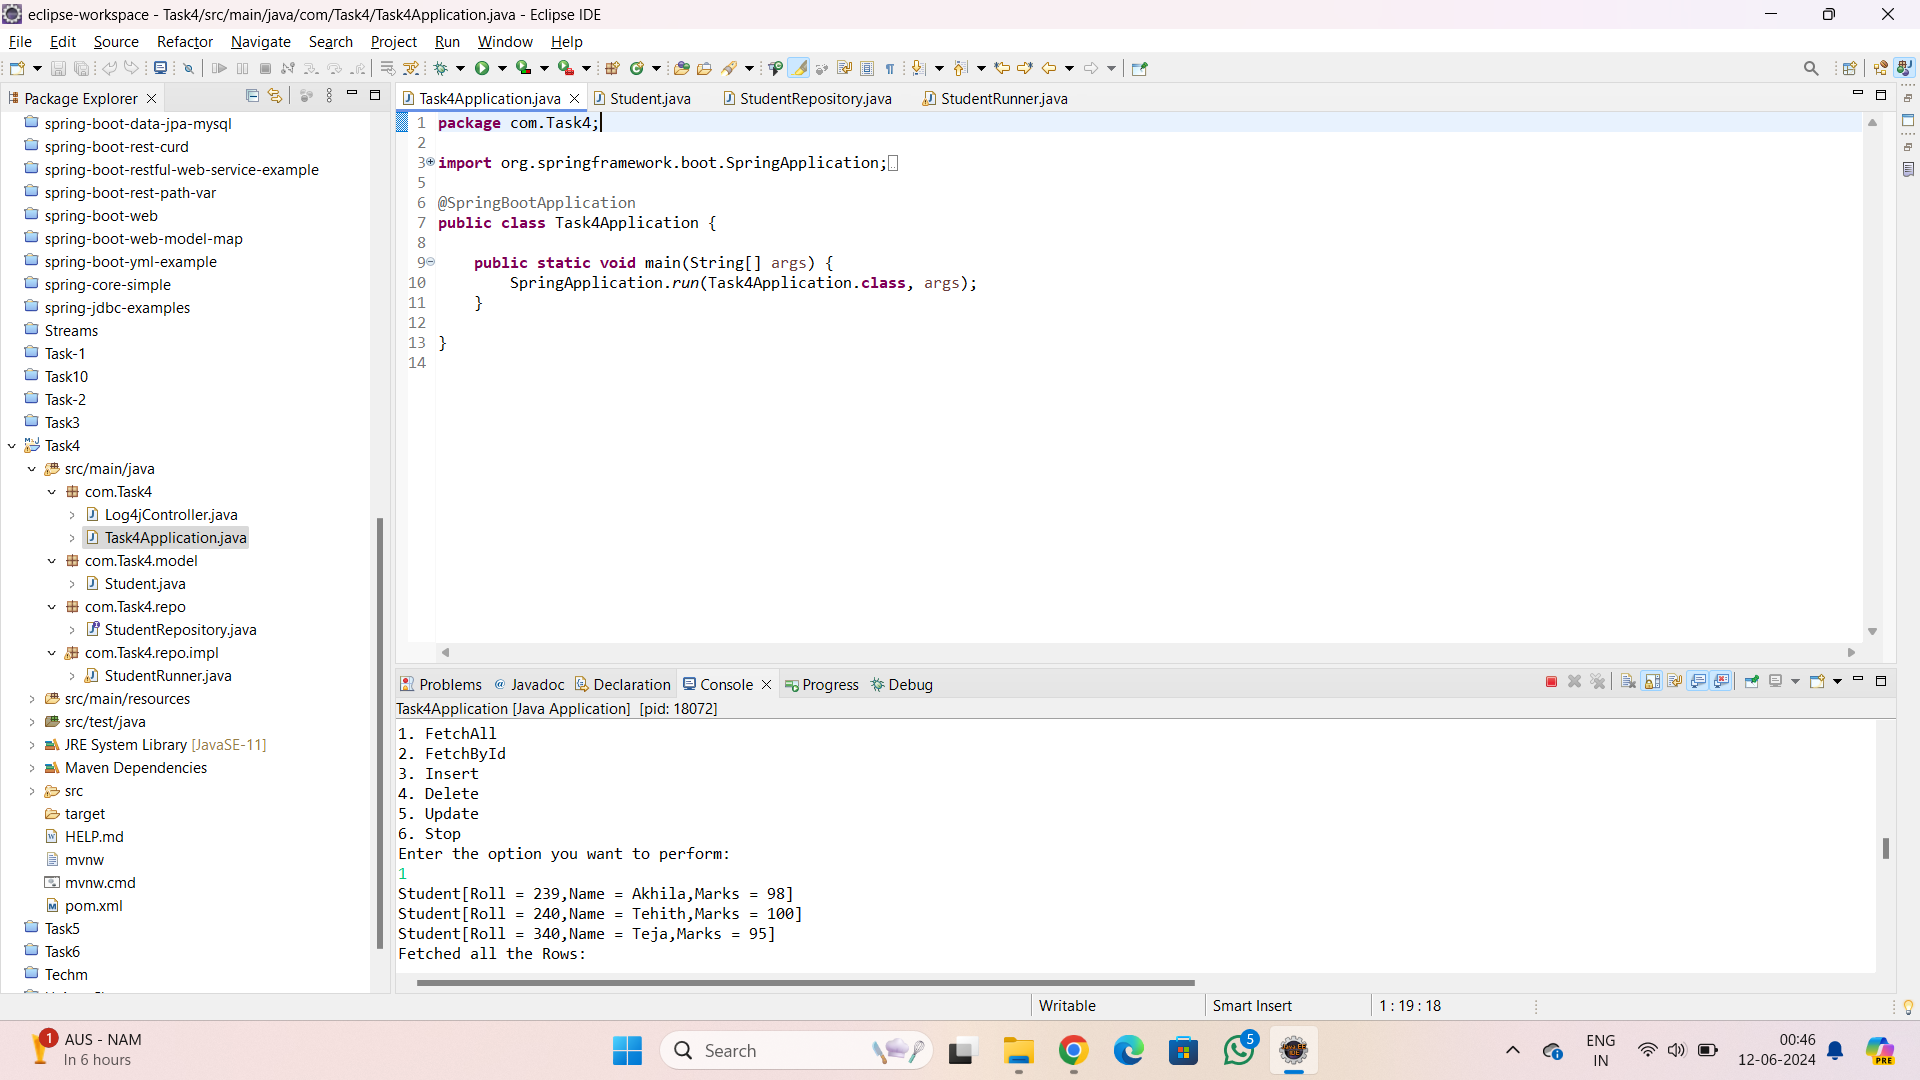 eclipse-workspace - Task4/src/main/java/com/Task4/Task4Application.java - Eclipse IDE
File Edit Source Refactor Navigate Search Project Run Window Help
Package Explorer
spring-boot-data-jpa-mysql
spring-boot-rest-curd
spring-boot-restful-web-service-example
spring-boot-rest-path-var
spring-boot-web
spring-boot-web-model-map
spring-boot-yml-example
spring-core-simple
spring-jdbc-examples
Streams
Task-1
Task10
Task-2
Task3
Task4
src/main/java
com.Task4
Log4jController.java
Task4Application.java
com.Task4.model
Student.java
com.Task4.repo
StudentRepository.java
com.Task4.repo.impl
StudentRunner.java
src/main/resources
src/test/java
JRE System Library [JavaSE-11]
Maven Dependencies
src
target
HELP.md
mvnw
mvnw.cmd
pom.xml
Task5
Task6
Techm
Task4Application.java Student.java StudentRepository.java StudentRunner.java
1 package com.Task4;
2
3 import org.springframework.boot.SpringApplication;
5
6 @SpringBootApplication
7 public class Task4Application {
8
9 public static void main(String[] args) {
10 SpringApplication.run(Task4Application.class, args);
11 }
12
13 }
14
Problems Javadoc Declaration Console Progress Debug
Task4Application [Java Application] [pid: 18072]
1. FetchAll
2. FetchById
3. Insert
4. Delete
5. Update
6. Stop
Enter the option you want to perform:
1
Student[Roll = 239,Name = Akhila,Marks = 98]
Student[Roll = 240,Name = Tehith,Marks = 100]
Student[Roll = 340,Name = Teja,Marks = 95]
Fetched all the Rows:
Writable Smart Insert 1 : 19 : 18
1 AUS - NAM
In 6 hours
Search
5
ENG
IN
00:46
12-06-2024
PRE